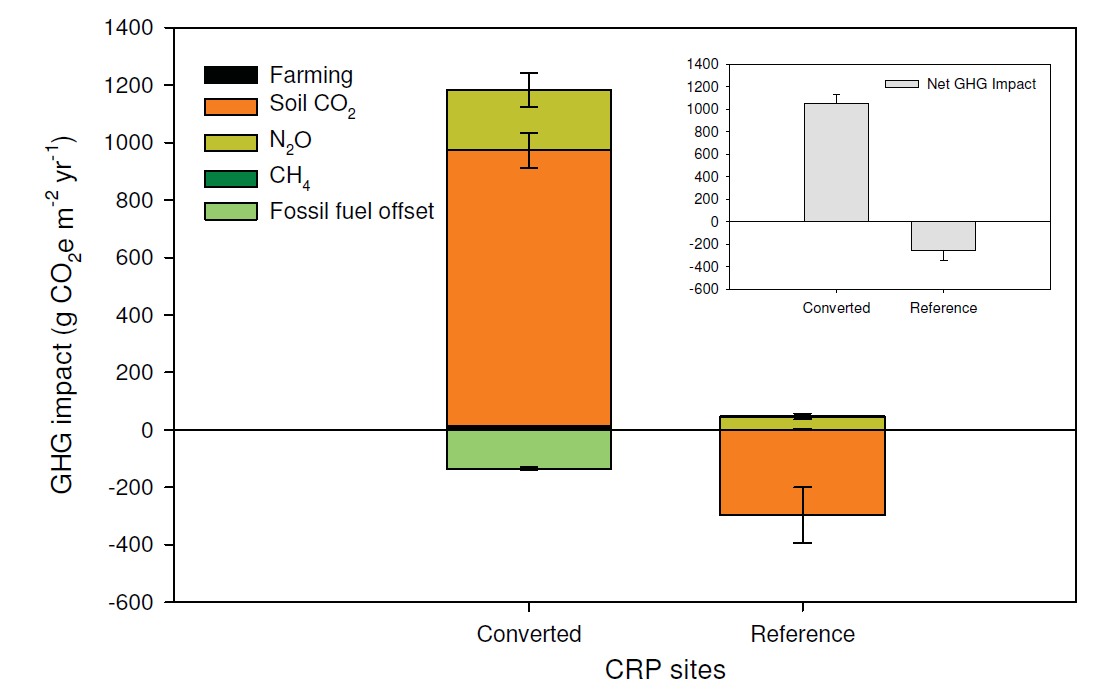 GHG impact (g CO₂e m⁻² yr⁻¹)
1400
1200
1000
800
600
400
200
0
-200
-400
-600
Farming
Soil CO₂
N₂O
CH₄
Fossil fuel offset
1400
1200
1000
800
600
400
200
0
-200
-400
-600
Net GHG Impact
Converted Reference
Converted Reference
CRP sites